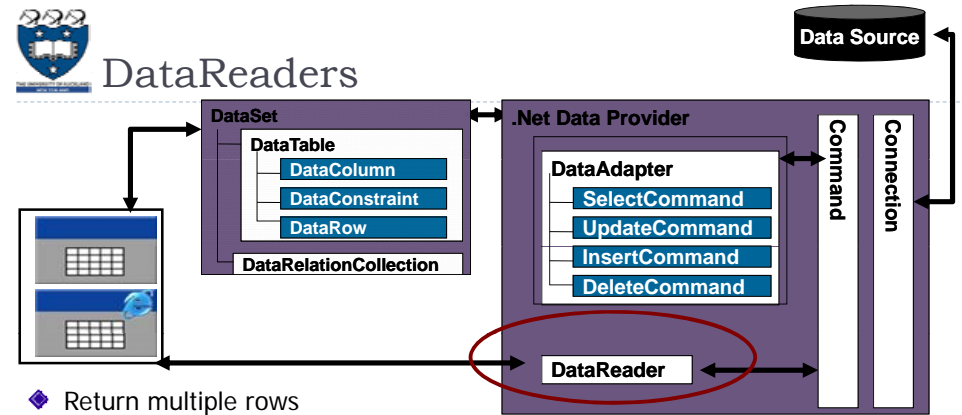 Data Source
DataReaders
DataSet
DataTable
DataColumn
DataConstraint
DataRow
DataRelationCollection
.Net Data Provider
DataAdapter
SelectCommand
UpdateCommand
InsertCommand
DeleteCommand
DataReader
Command
Connection
Return multiple rows